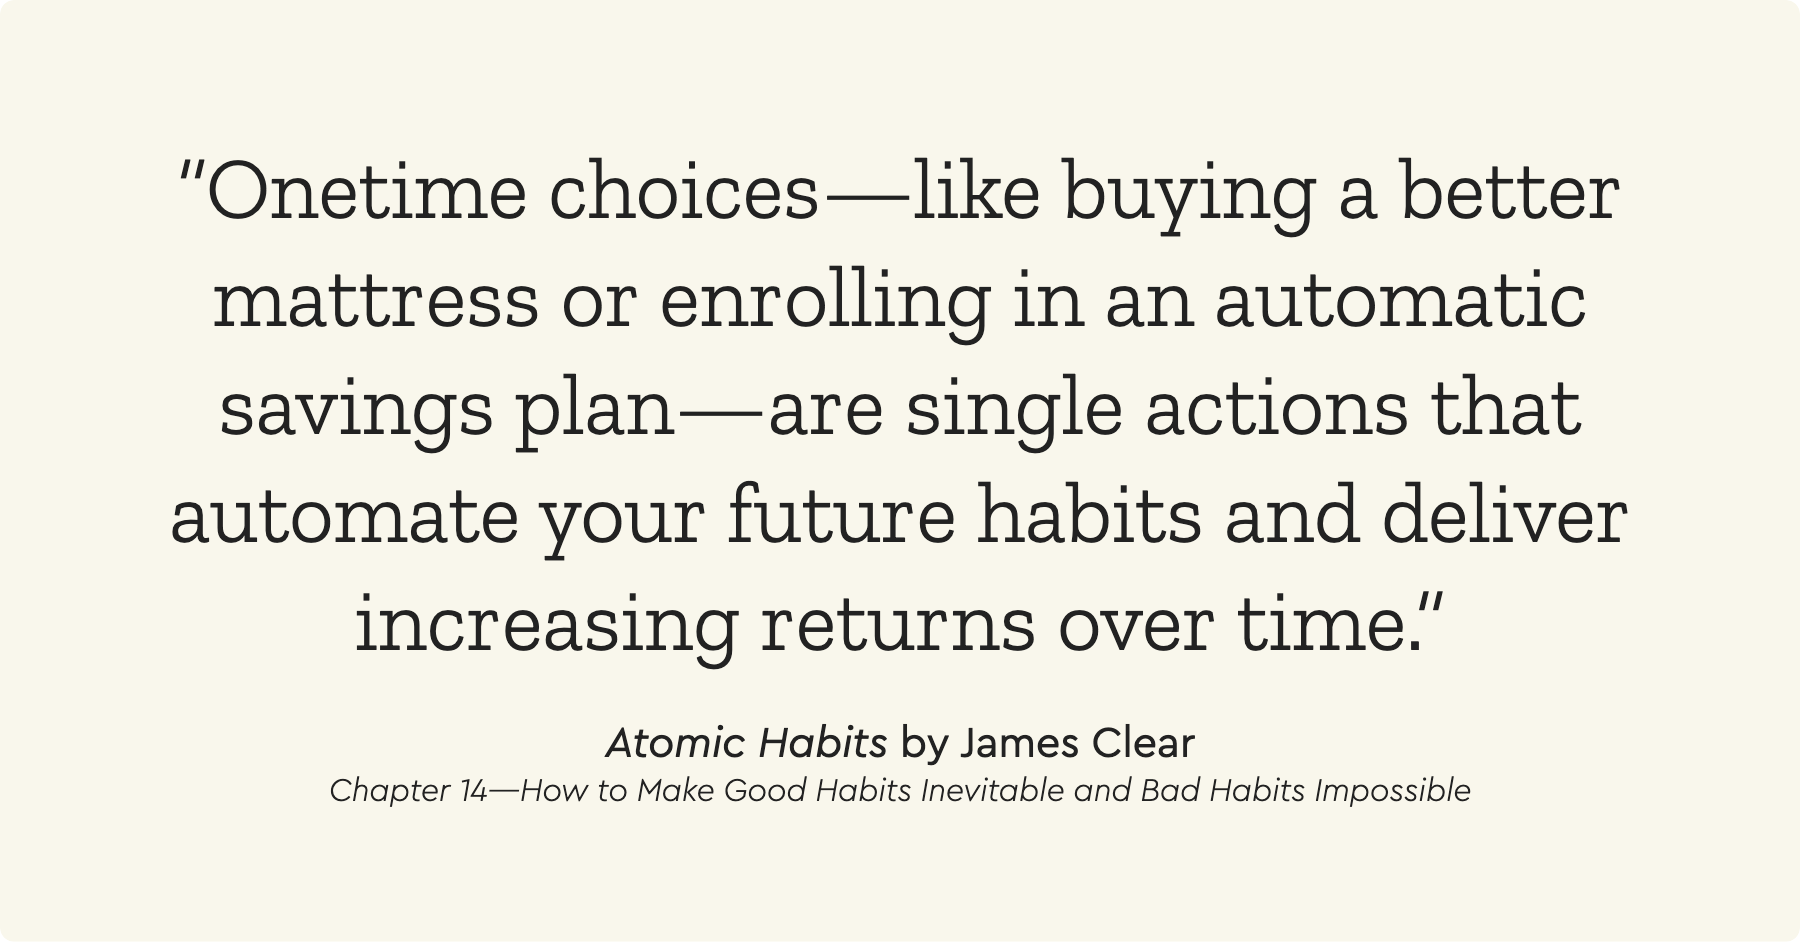 "Onetime choices—like buying a better
mattress or enrolling in an automatic
savings plan—are single actions that
automate your future habits and deliver
increasing returns over time."
Atomic Habits by James Clear
Chapter 14—How to Make Good Habits Inevitable and Bad Habits Impossible